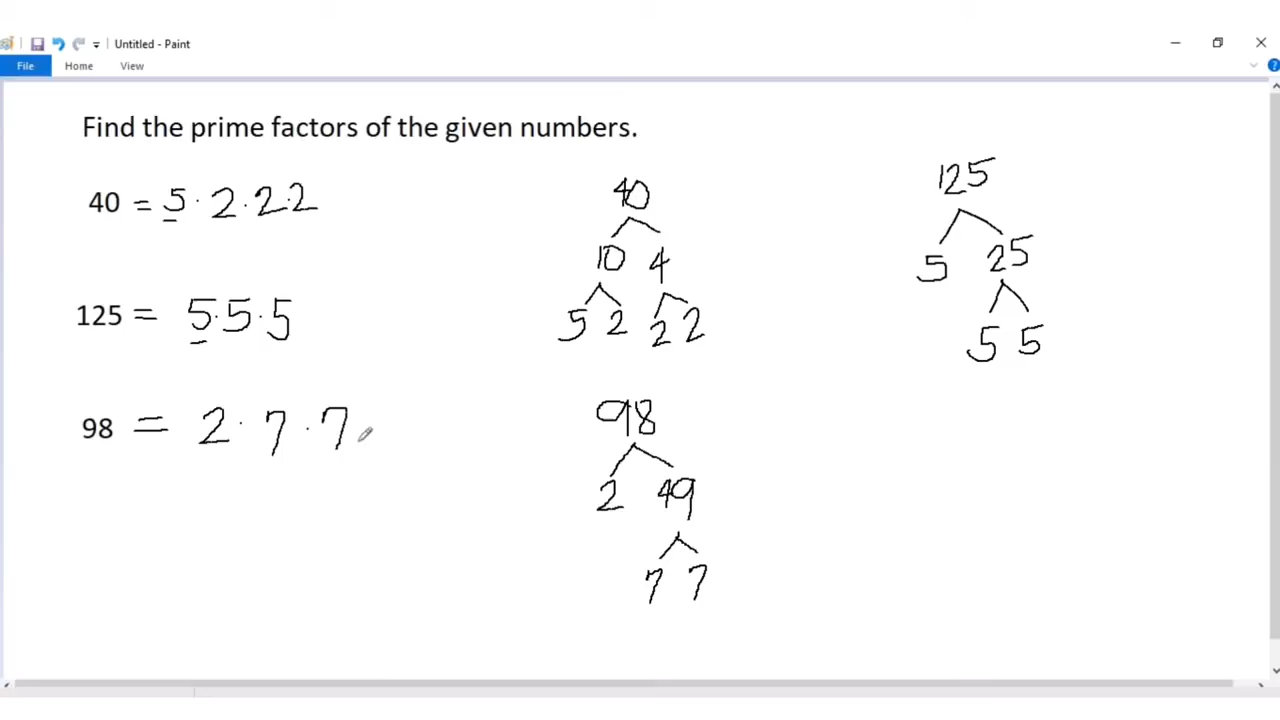 Untitled - Paint
File Home View
Find the prime factors of the given numbers.
40 = 5 · 2 · 2 · 2
125 = 5 · 5 · 5
98 = 2 · 7 · 7
40
10 4
5 2 2 2
125
5 25
5 5
98
2 49
7 7